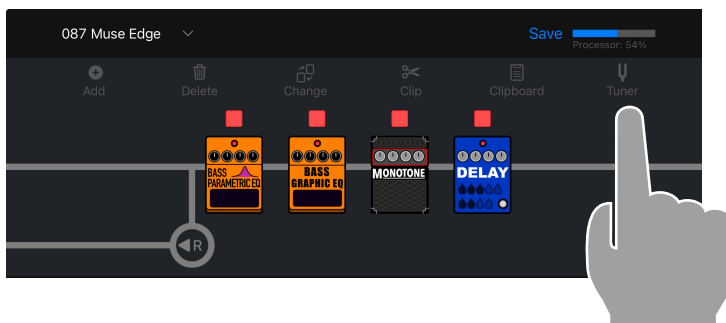 087 Muse Edge
Save
Processor: 54%
Add
Delete
Change
Clip
Clipboard
Tuner
BASS
PARAMETRIC EQ
BASS
GRAPHIC EQ
MONOTONE
DELAY
R